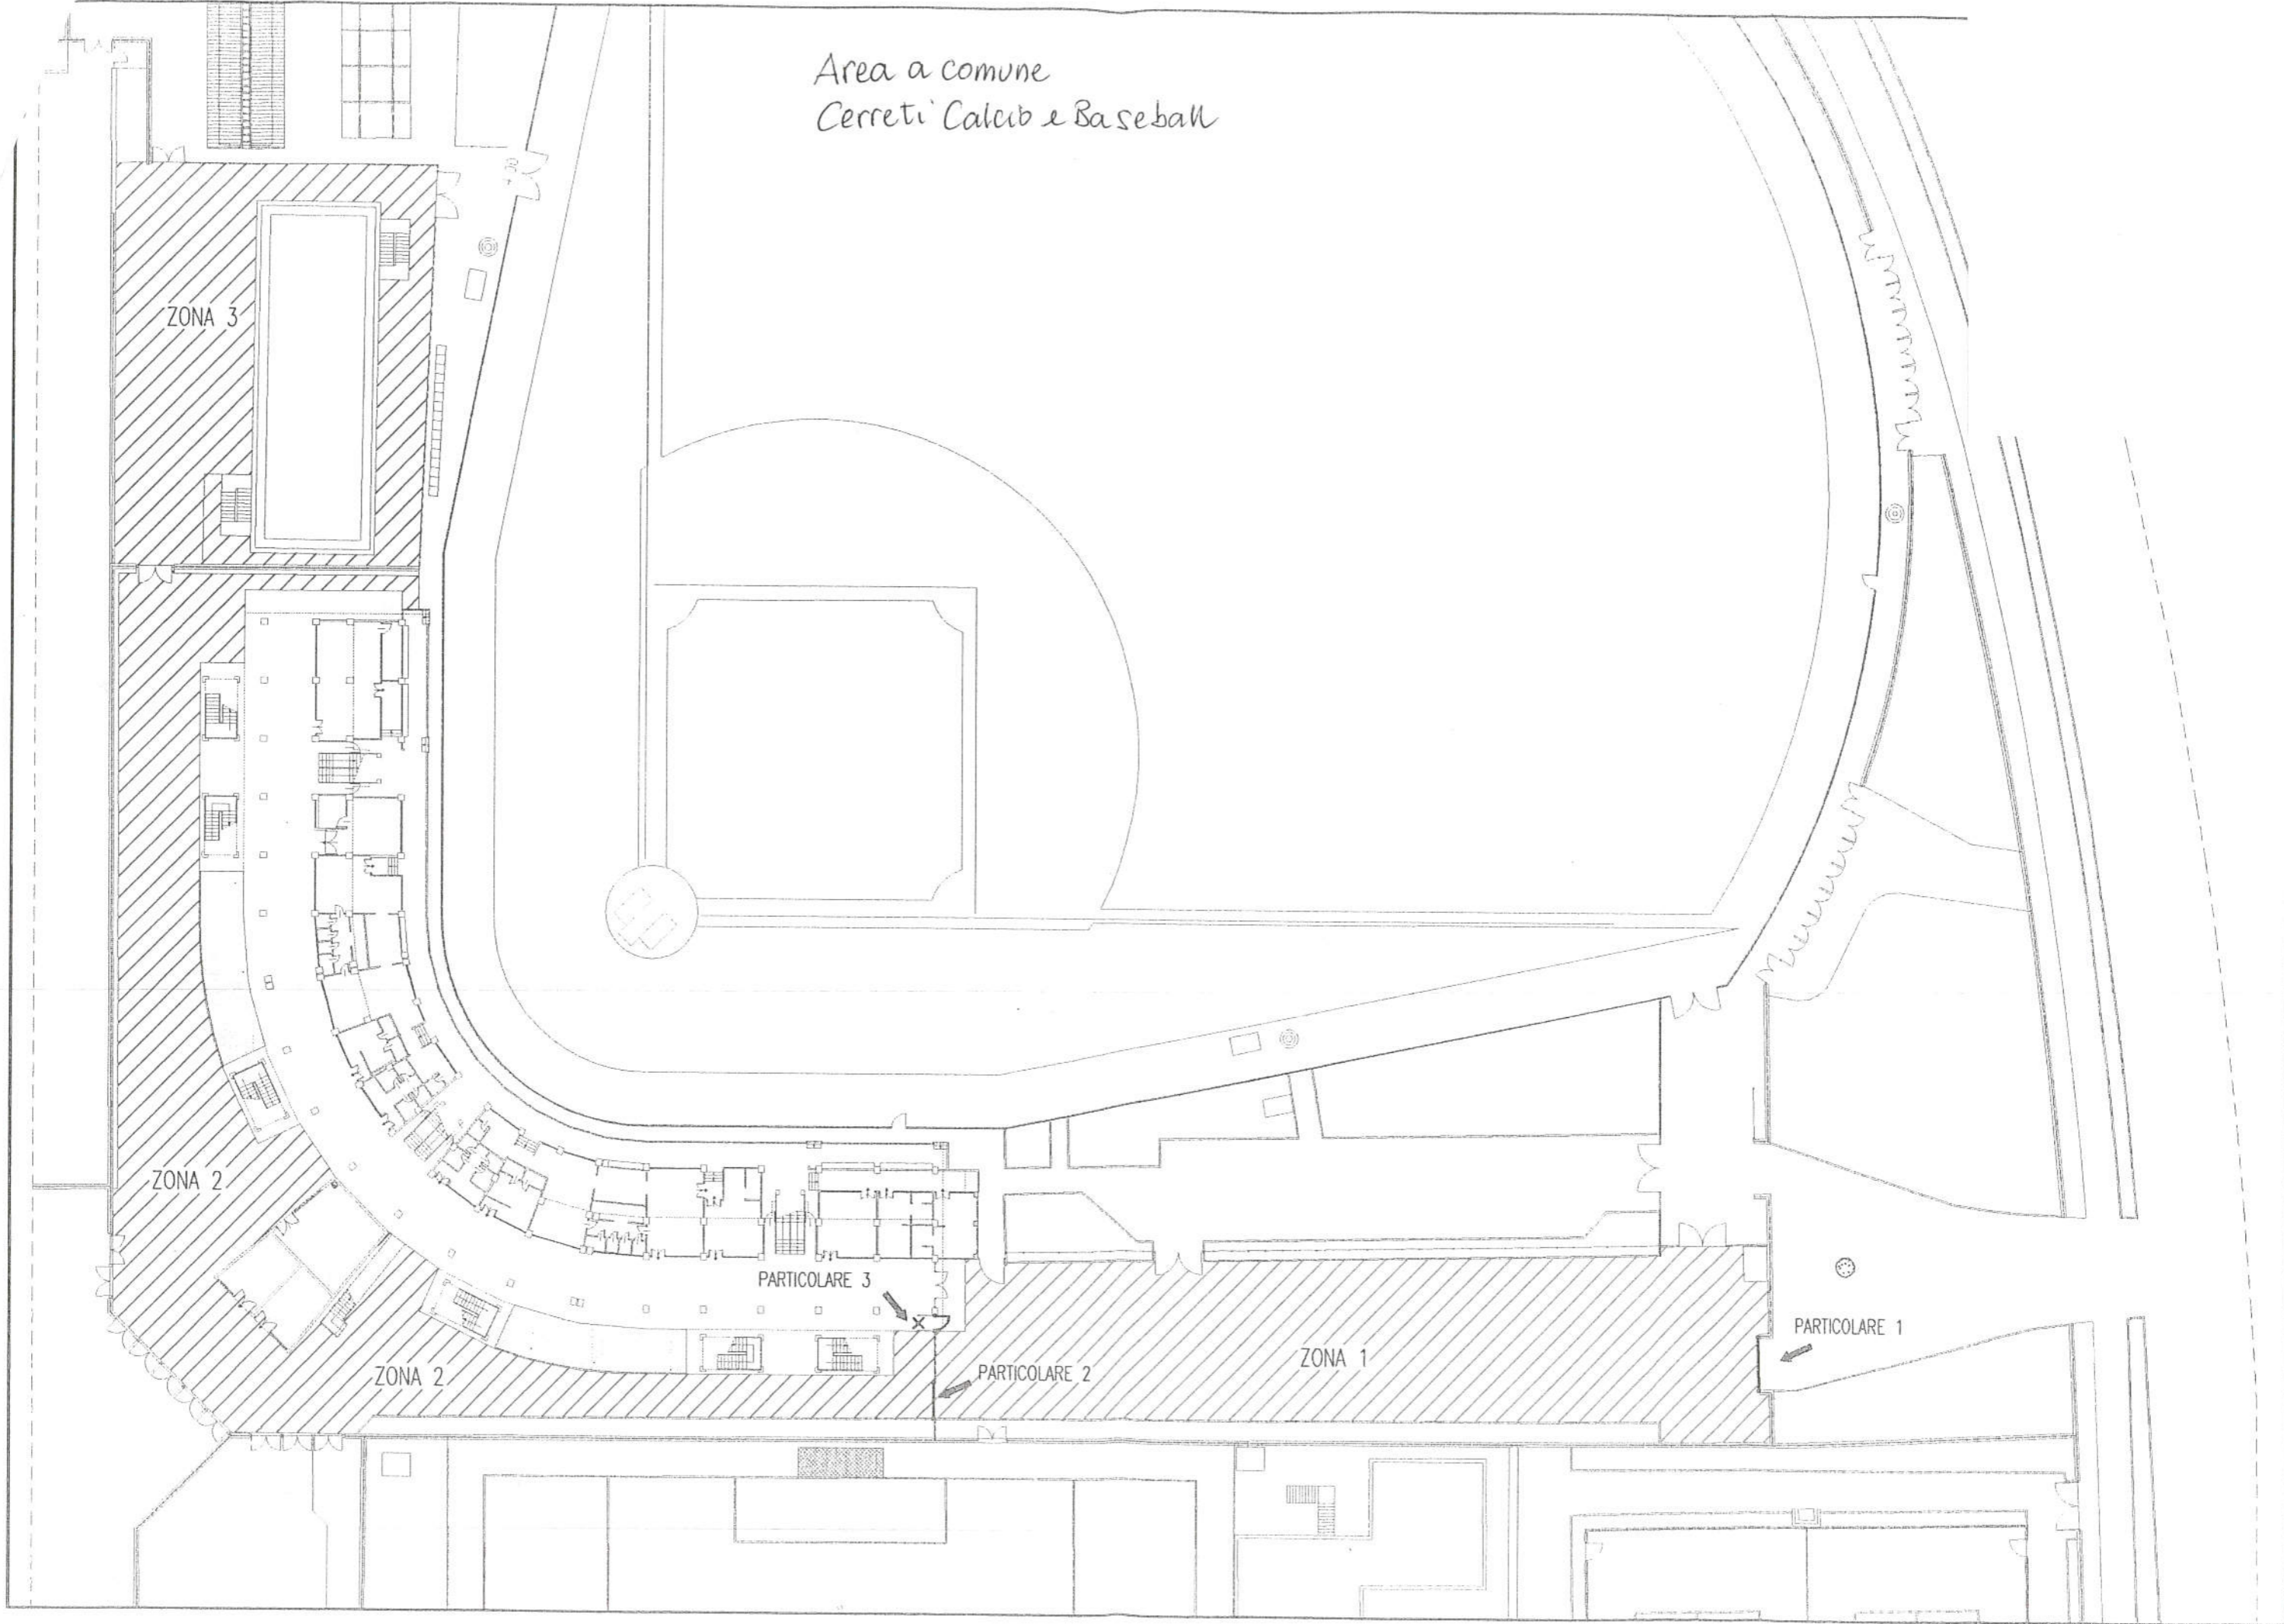 Area a comune
Cerreti Calcio e Baseball
ZONA 3
ZONA 2
PARTICOLARE 3
PARTICOLARE 1
ZONA 1
ZONA 2
PARTICOLARE 2